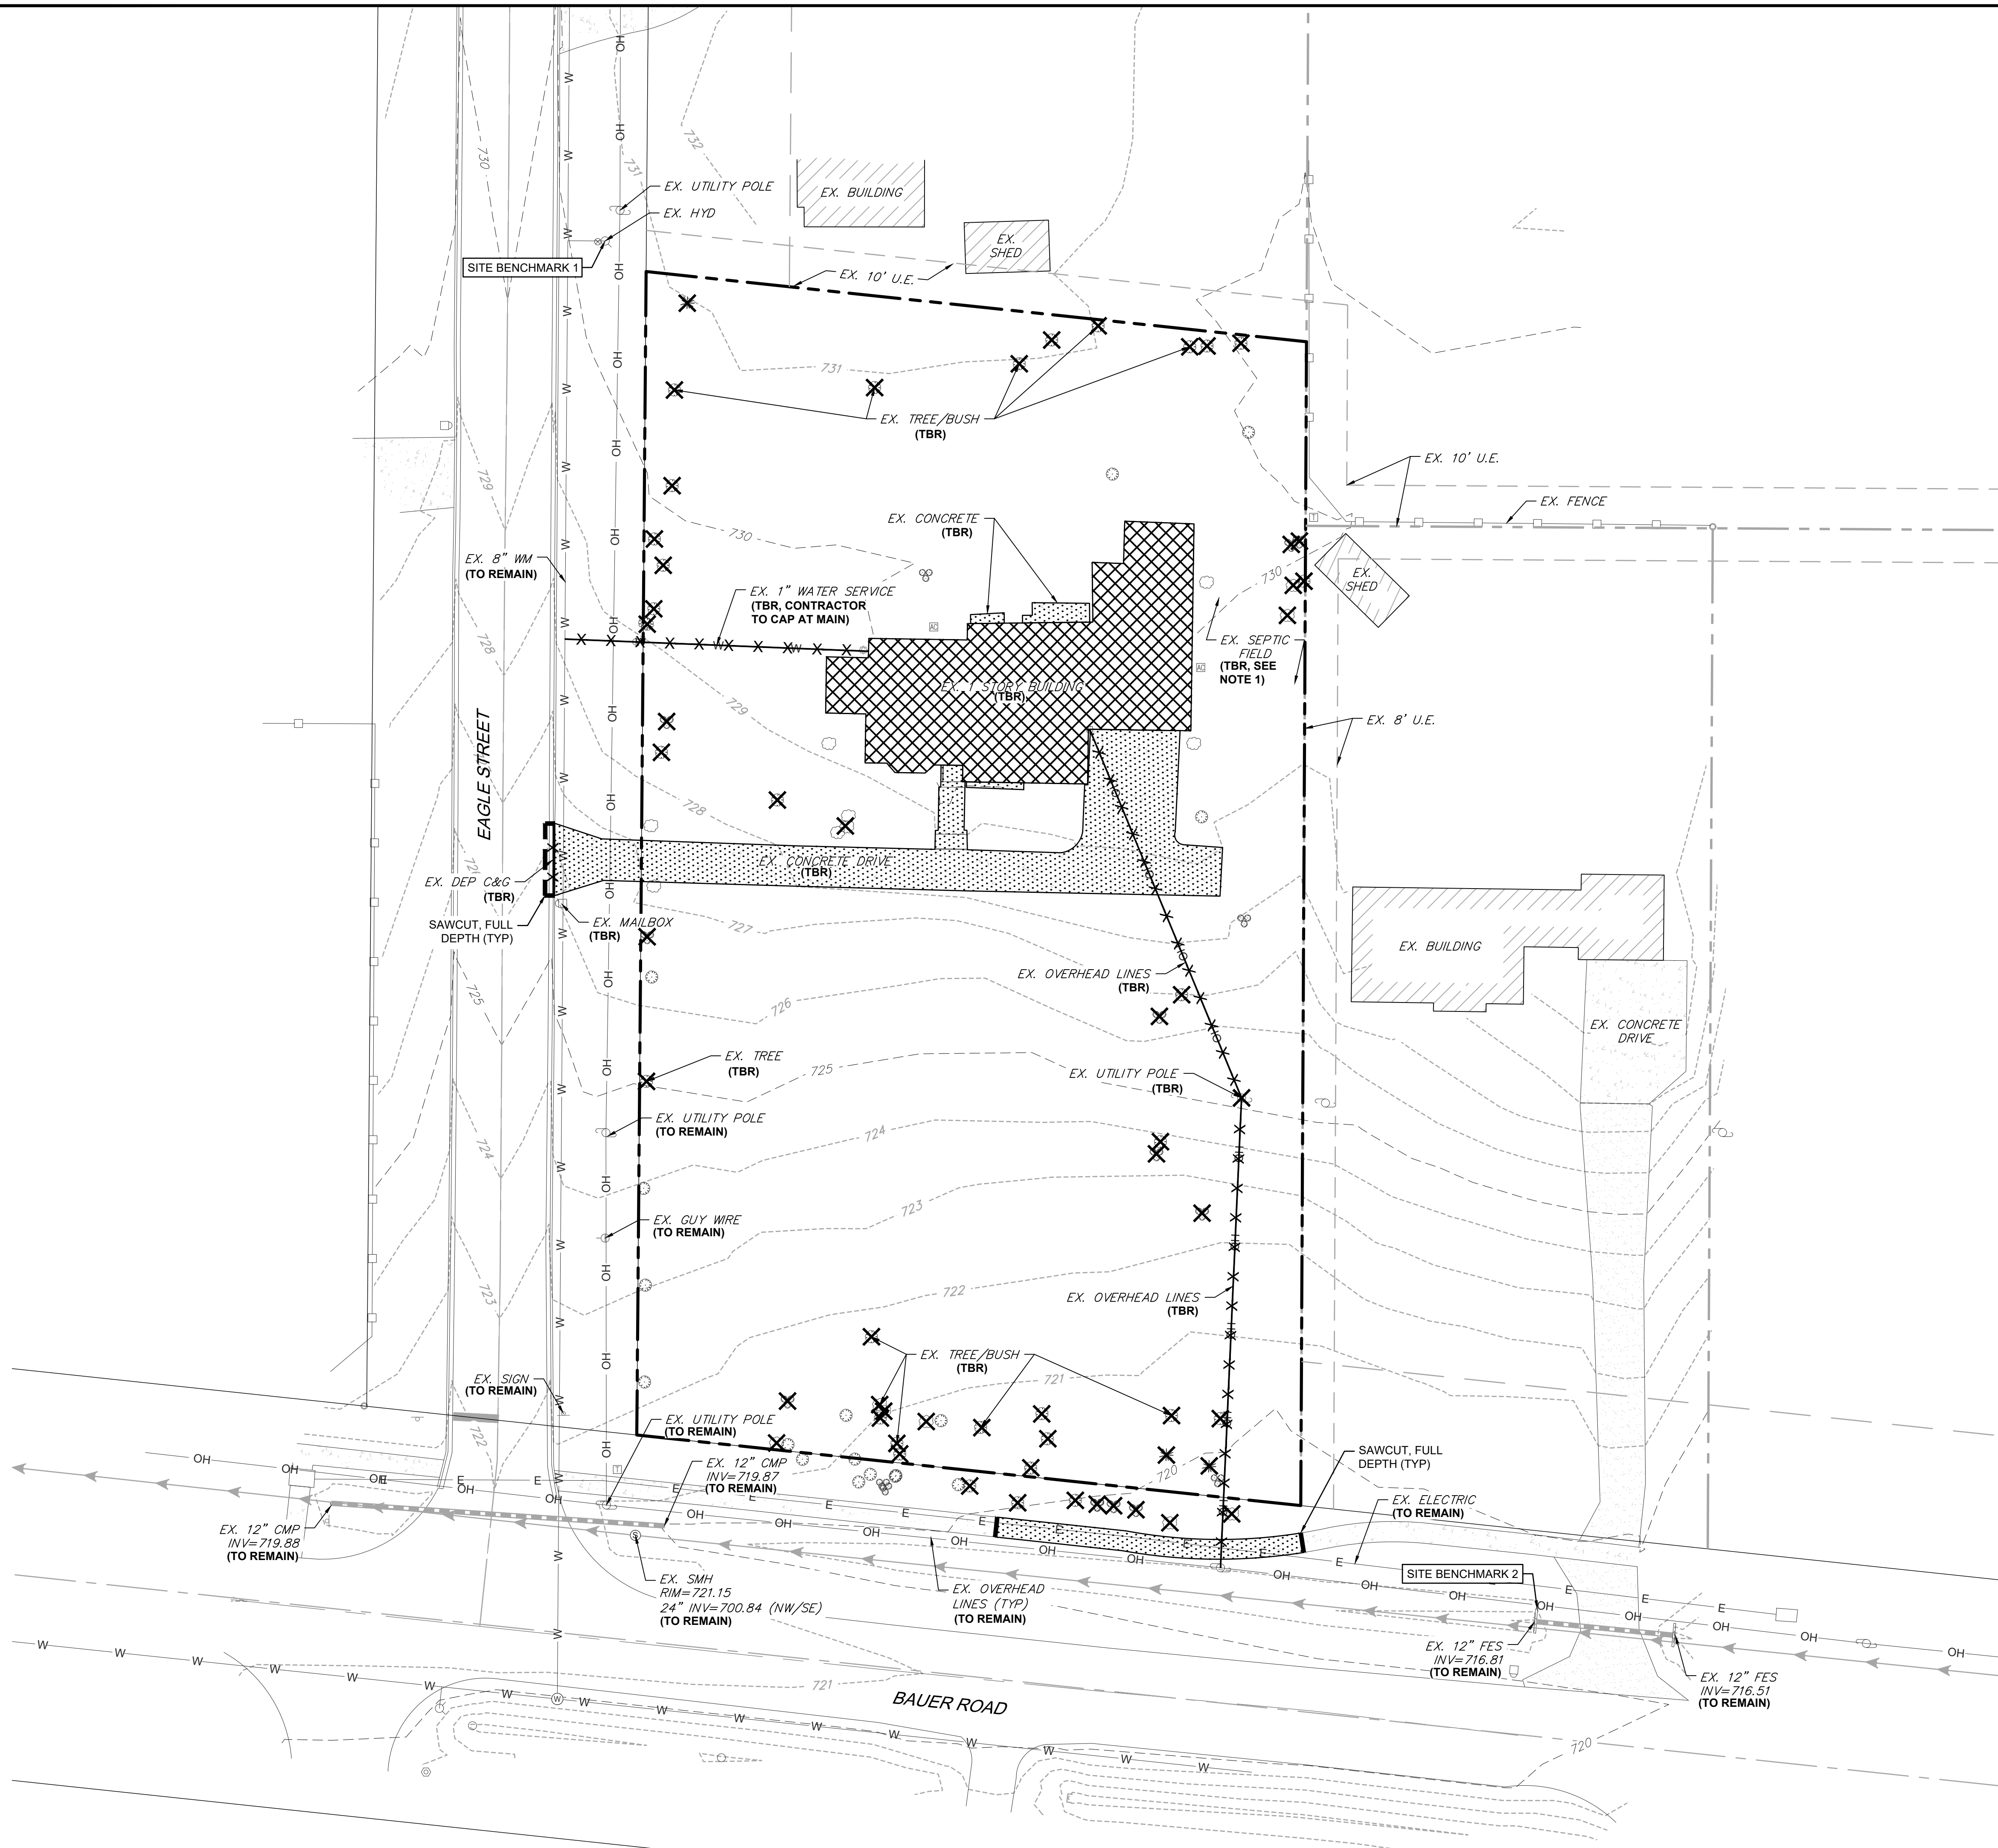 732
730
731
EX. UTILITY POLE
EX. HYD
SITE BENCHMARK 1
EX. BUILDING
EX.
SHED
EX. 10' U.E.
731
EX. TREE/BUSH
(TBR)
EX. 10' U.E.
EX. FENCE
729
EX. 8" WM
(TO REMAIN)
730
EX. CONCRETE
(TBR)
EX. 1" WATER SERVICE
(TBR, CONTRACTOR
TO CAP AT MAIN)
730
EX.
SHED
EX. SEPTIC
FIELD
(TBR, SEE
NOTE 1)
728
EX. 1 STORY BUILDING
(TBR)
729
EX. 8' U.E.
EAGLE STREET
728
EX. CONCRETE DRIVE
(TBR)
EX. DEP C&G
(TBR)
SAWCUT, FULL
DEPTH (TYP)
EX. MAILBOX
(TBR)
727
EX. BUILDING
EX. OVERHEAD LINES
(TBR)
725
726
EX. CONCRETE
DRIVE
EX. TREE
(TBR)
725
EX. UTILITY POLE
(TBR)
EX. UTILITY POLE
(TO REMAIN)
724
724
EX. GUY WIRE
(TO REMAIN)
723
723
722
EX. OVERHEAD LINES
(TBR)
EX. TREE/BUSH
(TBR)
721
EX. SIGN
(TO REMAIN)
722
EX. UTILITY POLE
(TO REMAIN)
EX. 12" CMP
INV=719.87
(TO REMAIN)
720
SAWCUT, FULL
DEPTH (TYP)
EX. ELECTRIC
(TO REMAIN)
EX. 12" CMP
INV=719.88
(TO REMAIN)
EX. SMH
RIM=721.15
24" INV=700.84 (NW/SE)
(TO REMAIN)
EX. OVERHEAD
LINES (TYP)
(TO REMAIN)
SITE BENCHMARK 2
EX. 12" FES
INV=716.81
(TO REMAIN)
EX. 12" FES
INV=716.51
(TO REMAIN)
721
BAUER ROAD
720